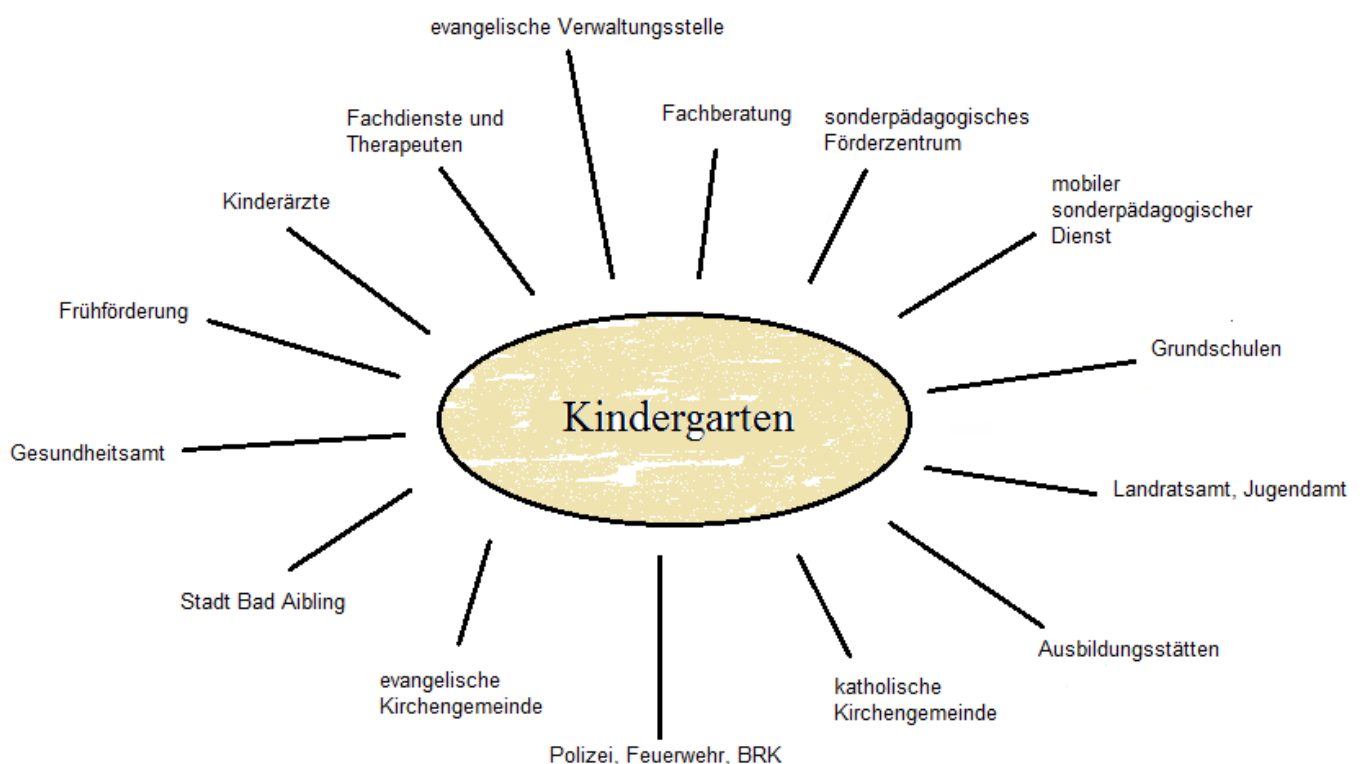 evangelische Verwaltungsstelle
Fachdienste und
Therapeuten
Fachberatung
sonderpädagogisches
Förderzentrum
Kinderärzte
mobiler
sonderpädagogischer
Dienst
Frühförderung
Grundschulen
Kindergarten
Gesundheitsamt
Landratsamt, Jugendamt
Stadt Bad Aibling
Ausbildungsstätten
evangelische
Kirchengemeinde
katholische
Kirchengemeinde
Polizei, Feuerwehr, BRK